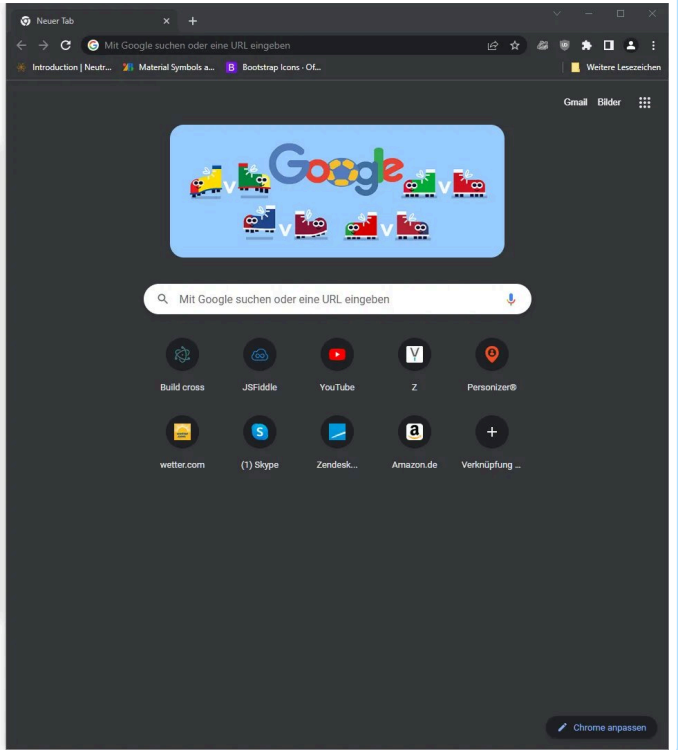 Neuer Tab
Mit Google suchen oder eine URL eingeben
Introduction | Neutr... Material Symbols a... B Bootstrap Icons · Of... Weitere Lesezeichen
Gmail Bilder
Google
V V
V V
Mit Google suchen oder eine URL eingeben
Build cross JSFiddle YouTube Z Personizer®
wetter.com (1) Skype Zendesk... Amazon.de Verknüpfung ...
Chrome anpassen